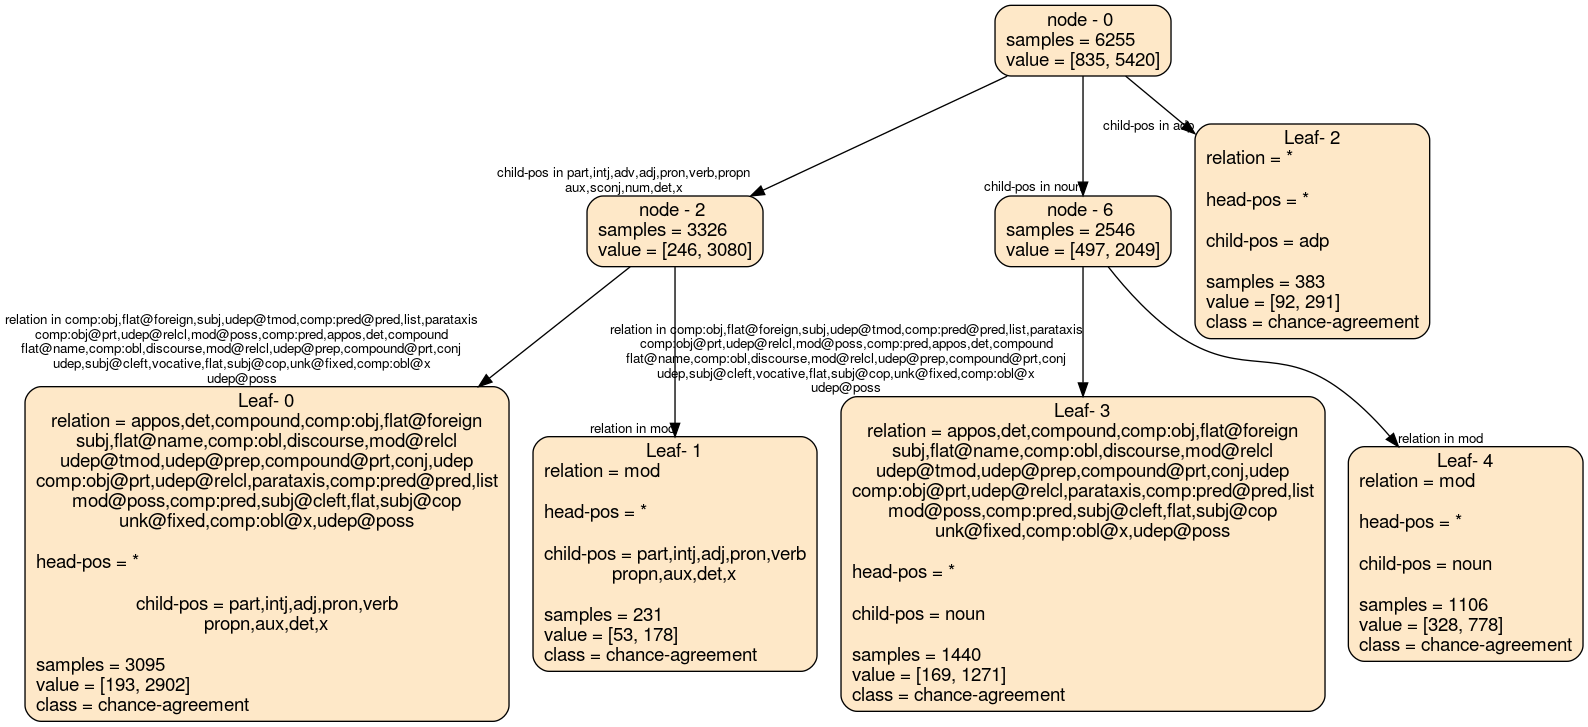 node - 0
samples = 6255
value = [835, 5420]
child-pos in adp
Leaf- 2
relation = *
head-pos = *
child-pos = adp
samples = 383
value = [92, 291]
class = chance-agreement
child-pos in part,intj,adv,adj,pron,verb,propn
aux,sconj,num,det,x
node - 2
samples = 3326
value = [246, 3080]
child-pos in noun
node - 6
samples = 2546
value = [497, 2049]
relation in comp:obj,flat@foreign,subj,udep@tmod,comp:pred@pred,list,parataxis
comp:obj@prt,udep@relcl,mod@poss,comp:pred,appos,det,compound
flat@name,comp:obl,discourse,mod@relcl,udep@prep,compound@prt,conj
udep,subj@cleft,vocative,flat,subj@cop,unk@fixed,comp:obl@x
udep@poss
Leaf- 0
relation = appos,det,compound,comp:obj,flat@foreign
subj,flat@name,comp:obl,discourse,mod@relcl
udep@tmod,udep@prep,compound@prt,conj,udep
comp:obj@prt,udep@relcl,parataxis,comp:pred@pred,list
mod@poss,comp:pred,subj@cleft,flat,subj@cop
unk@fixed,comp:obl@x,udep@poss
head-pos = *
child-pos = part,intj,adj,pron,verb
propn,aux,det,x
samples = 3095
value = [193, 2902]
class = chance-agreement
relation in mod
Leaf- 1
relation = mod
head-pos = *
child-pos = part,intj,adj,pron,verb
propn,aux,det,x
samples = 231
value = [53, 178]
class = chance-agreement
relation in comp:obj,flat@foreign,subj,udep@tmod,comp:pred@pred,list,parataxis
comp:obj@prt,udep@relcl,mod@poss,comp:pred,appos,det,compound
flat@name,comp:obl,discourse,mod@relcl,udep@prep,compound@prt,conj
udep,subj@cleft,vocative,flat,subj@cop,unk@fixed,comp:obl@x
udep@poss
Leaf- 3
relation = appos,det,compound,comp:obj,flat@foreign
subj,flat@name,comp:obl,discourse,mod@relcl
udep@tmod,udep@prep,compound@prt,conj,udep
comp:obj@prt,udep@relcl,parataxis,comp:pred@pred,list
mod@poss,comp:pred,subj@cleft,flat,subj@cop
unk@fixed,comp:obl@x,udep@poss
head-pos = *
child-pos = noun
samples = 1440
value = [169, 1271]
class = chance-agreement
relation in mod
Leaf- 4
relation = mod
head-pos = *
child-pos = noun
samples = 1106
value = [328, 778]
class = chance-agreement